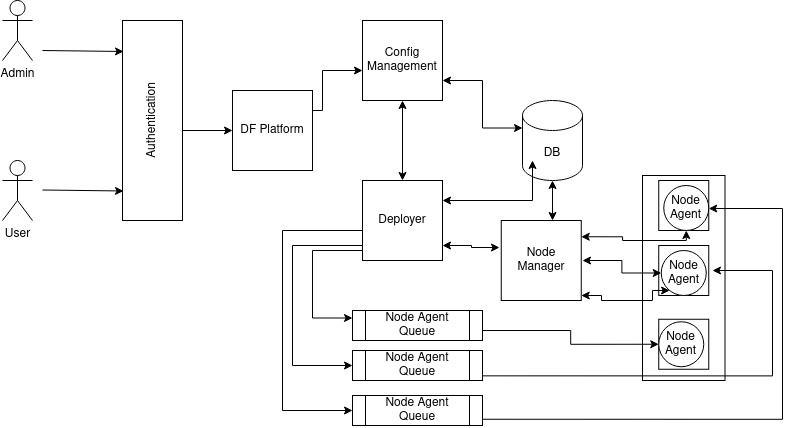 Admin
User
Authentication
DF Platform
Config
Management
Deployer
DB
Node
Manager
Node
Agent
Node
Agent
Node
Agent
Node Agent
Queue
Node Agent
Queue
Node Agent
Queue